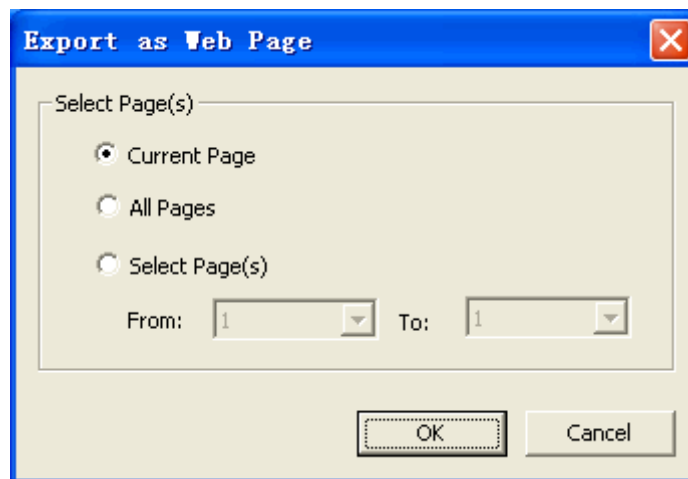 Export as Web Page
Select Page(s)
Current Page
All Pages
Select Page(s)
From: 1 To: 1
OK Cancel